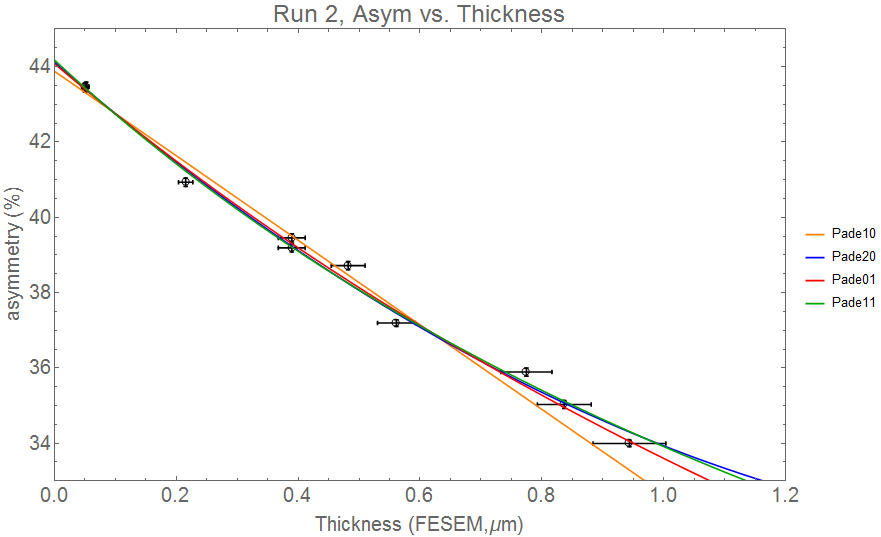 Run 2, Asym vs. Thickness
asymmetry (%)
44
42
40
38
36
34
0.0 0.2 0.4 0.6 0.8 1.0 1.2
Thickness (FESEM,μm)
Pade10
Pade20
Pade01
Pade11